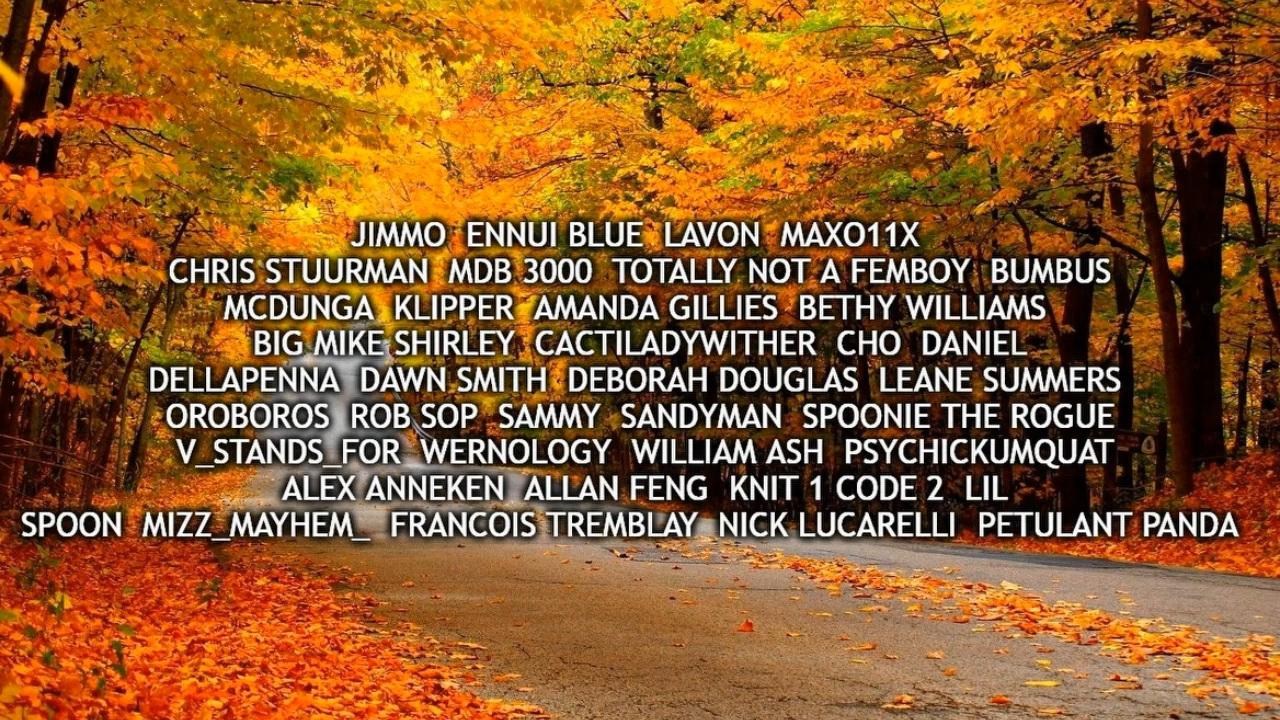 JIMMO  ENNUI BLUE  LAVON  MAXO11X
CHRIS STUURMAN  MDB 3000  TOTALLY NOT A FEMBOY  BUMBUS
MCDUNGA  KLIPPER  AMANDA GILLIES  BETHY WILLIAMS
BIG MIKE SHIRLEY  CACTILADYWITHER  CHO  DANIEL
DELLAPENNA  DAWN SMITH  DEBORAH DOUGLAS  LEANE SUMMERS
OROBOROS  ROB SOP  SAMMY  SANDYMAN  SPOONIE THE ROGUE
V_STANDS_FOR  WERNOLOGY  WILLIAM ASH  PSYCHICKUMQUAT
ALEX ANNEKEN  ALLAN FENG  KNIT 1 CODE 2  LIL
SPOON  MIZZ_MAYHEM_  FRANCOIS TREMBLAY  NICK LUCARELLI  PETULANT PANDA